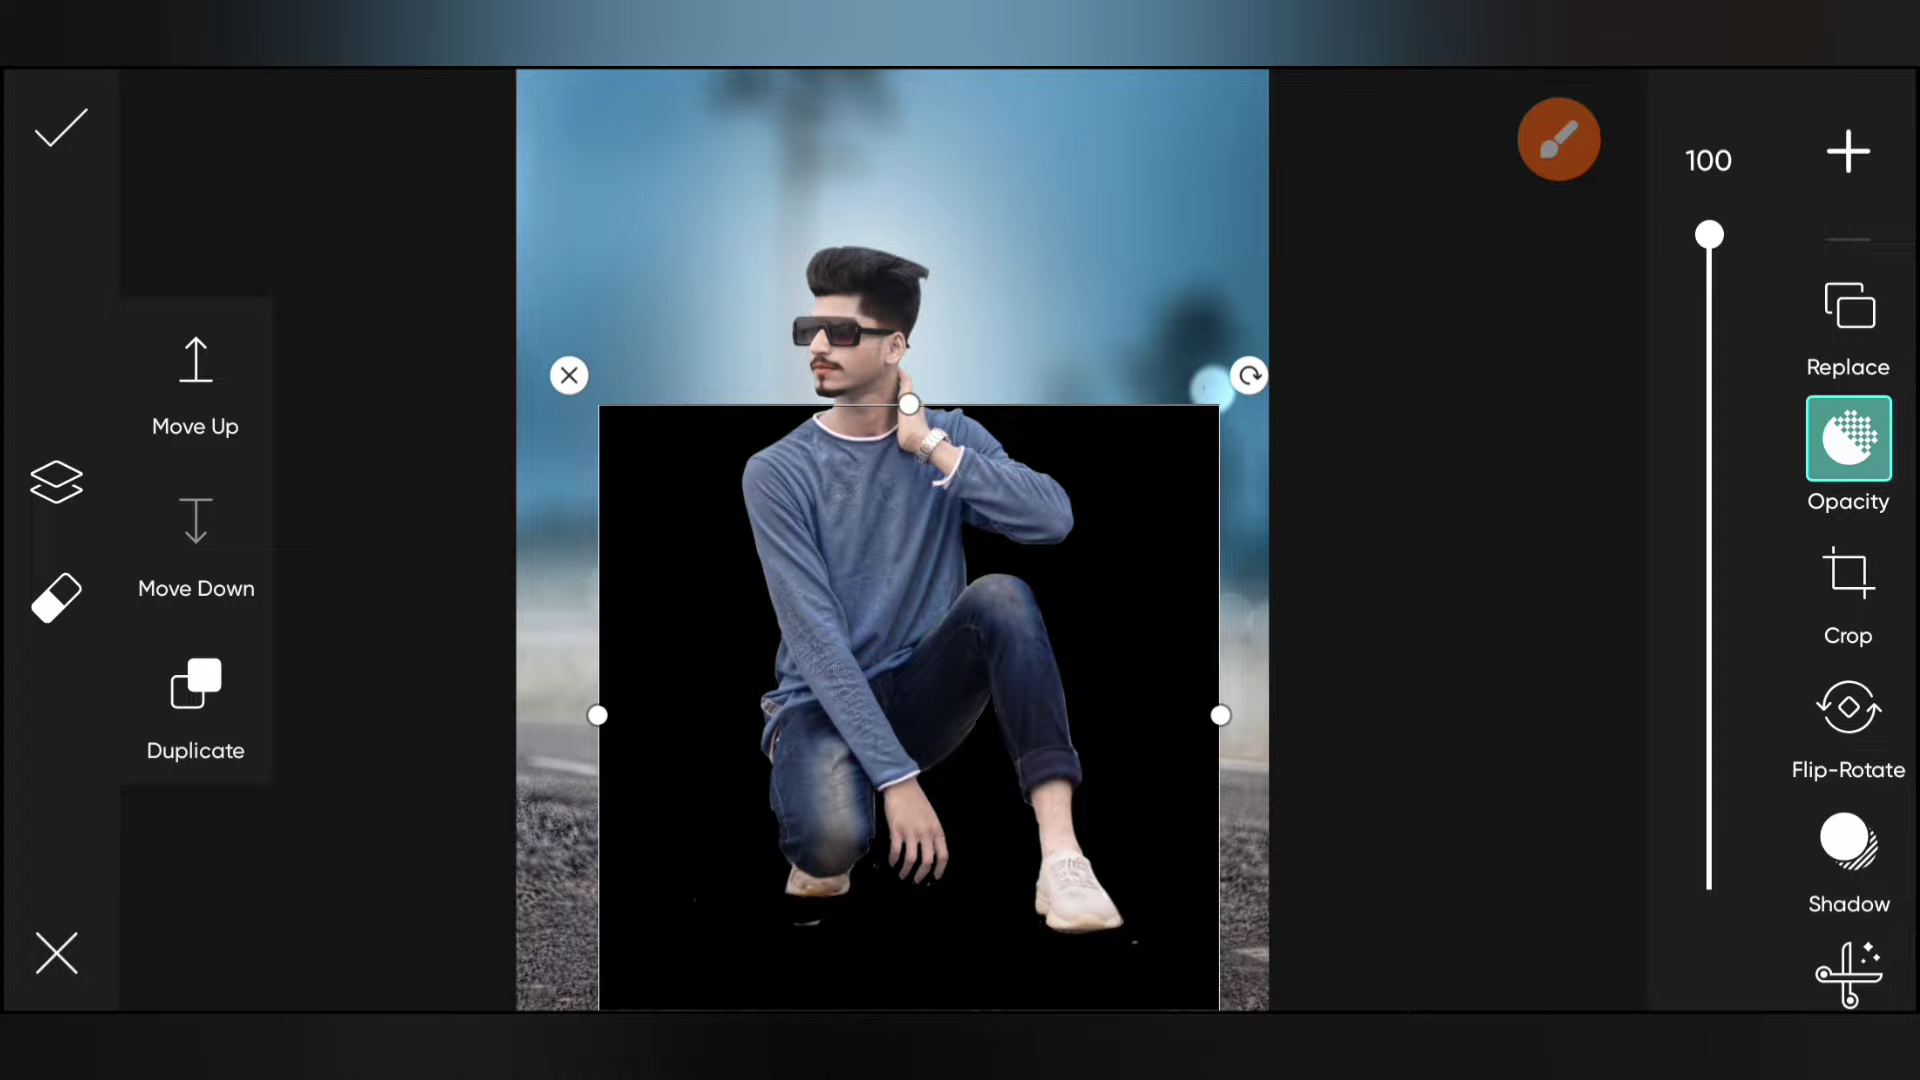 100
Move Up
Replace
Opacity
Move Down
Crop
Duplicate
Flip-Rotate
Shadow